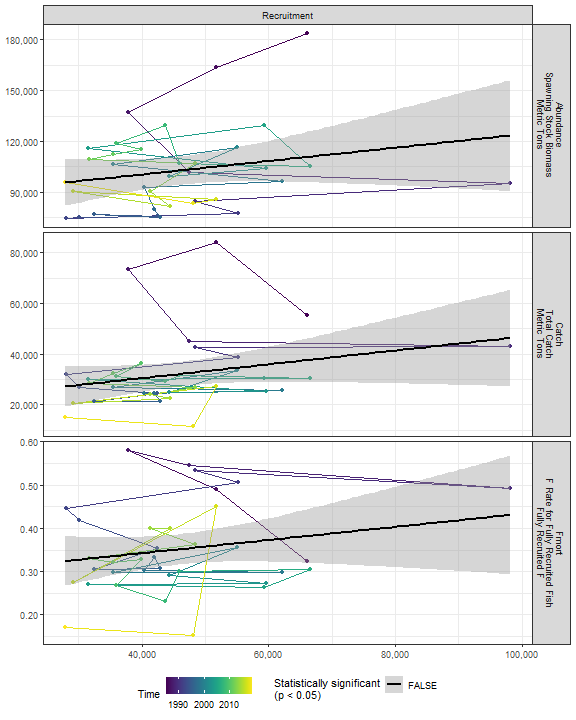 Recruitment
180,000
150,000
120,000
90,000
Abundance
Spawning Stock Biomass
Metric Tons
80,000
60,000
40,000
20,000
Catch
Total Catch
Metric Tons
0.60
0.50
0.40
0.30
0.20
Fmort
F Rate for Fully Recruited Fish
Fully Recruited F
40,000
60,000
80,000
100,000
Time
1990 2000 2010
Statistically significant
(p < 0.05)
FALSE